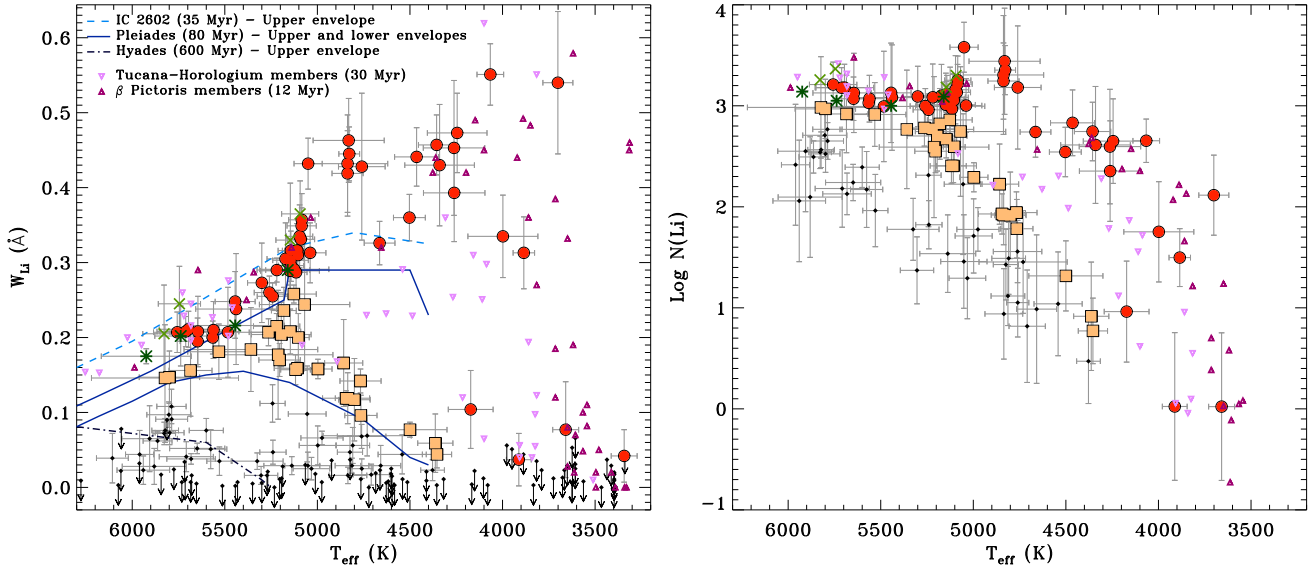 IC 2602 (35 Myr) - Upper envelope
Pleiades (80 Myr) - Upper and lower envelopes
Hyades (600 Myr) - Upper envelope
Tucana-Horologium members (30 Myr)
β Pictoris members (12 Myr)
W_Li (Å)
0.6
0.5
0.4
0.3
0.2
0.1
0.0
6000 5500 5000 4500 4000 3500
T_eff (K)
Log N(Li)
4
3
2
1
0
-1
6000 5500 5000 4500 4000 3500
T_eff (K)